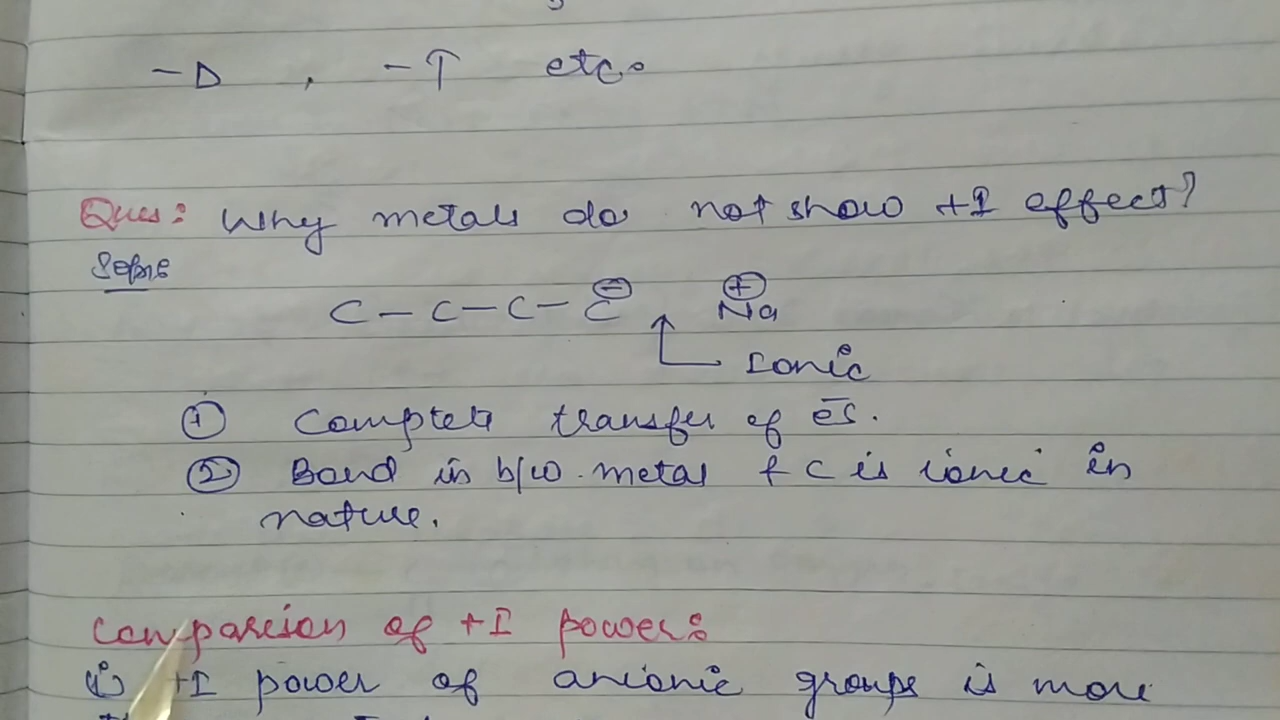 -D , -T etc.
Ques: Why metals do not show +I effect?
Soln:
C - C - C - C⊖ Na⊕
Ionic
① Complete transfer of e̅s.
② Bond in b/w. metal & C is ionic in
nature.
Comparsion of +I power:
(i) +I power of anionic groups is more